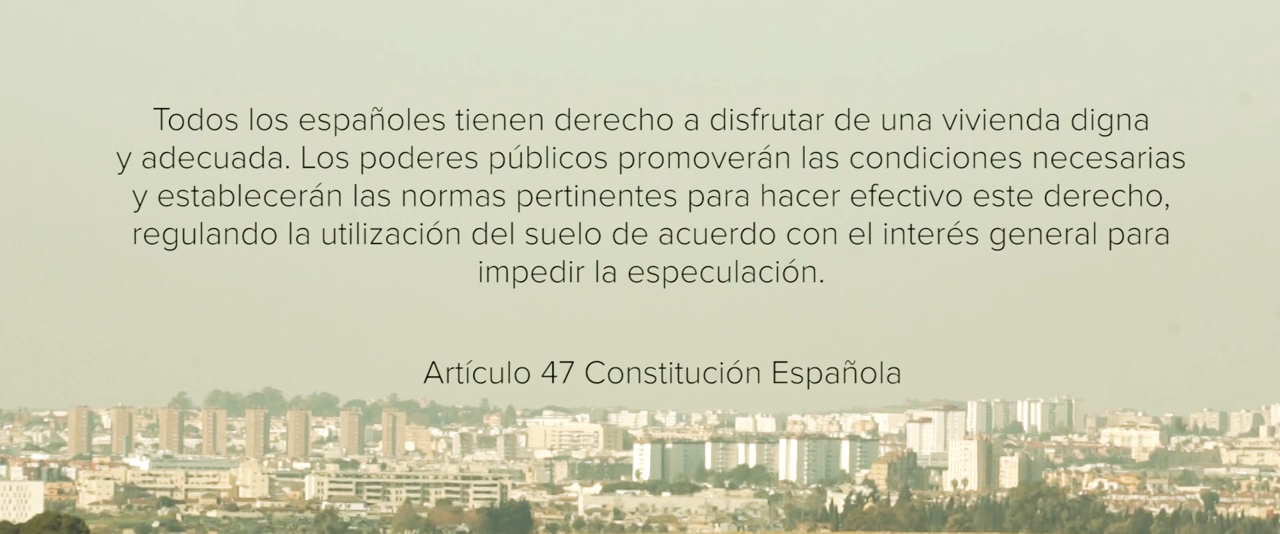 Todos los españoles tienen derecho a disfrutar de una vivienda digna
y adecuada. Los poderes públicos promoverán las condiciones necesarias
y establecerán las normas pertinentes para hacer efectivo este derecho,
regulando la utilización del suelo de acuerdo con el interés general para
impedir la especulación.
Artículo 47 Constitución Española